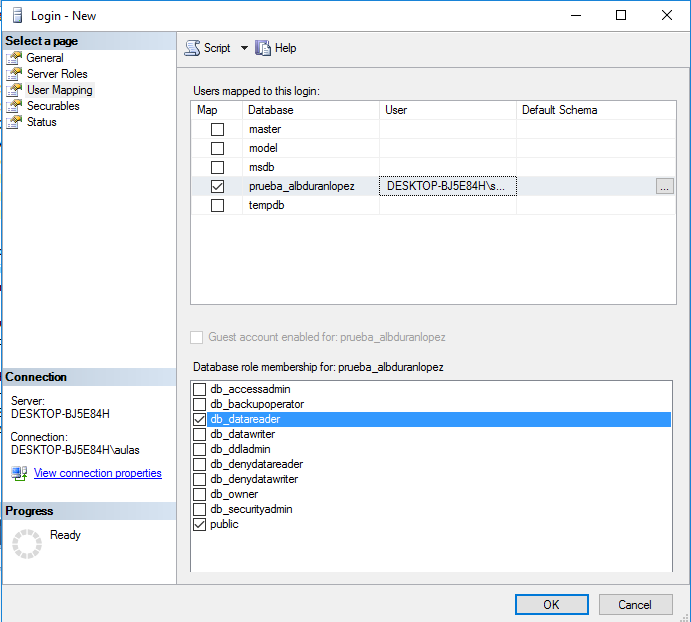 Login - New
Select a page
General
Server Roles
User Mapping
Securables
Status
Connection
Server:
DESKTOP-BJ5E84H
Connection:
DESKTOP-BJ5E84H\aulas
View connection properties
Progress
Ready
Script
Help
Users mapped to this login:
Map Database User Default Schema
master
model
msdb
prueba_albduranlopez DESKTOP-BJ5E84H\s... ...
tempdb
Guest account enabled for: prueba_albduranlopez
Database role membership for: prueba_albduranlopez
db_accessadmin
db_backupoperator
db_datareader
db_datawriter
db_ddladmin
db_denydatareader
db_denydatawriter
db_owner
db_securityadmin
public
OK Cancel